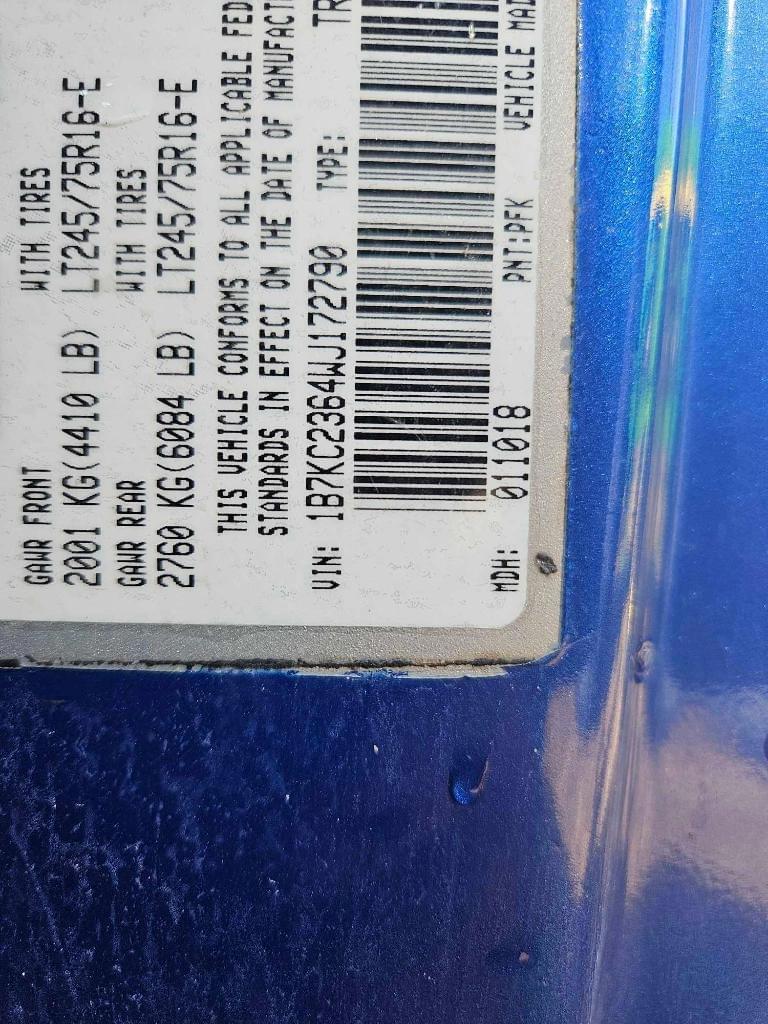 GAWR FRONT WITH TIRES
2001 KG(4410 LB) LT245/75R16-E
GAWR REAR WITH TIRES
2760 KG(6084 LB) LT245/75R16-E
THIS VEHICLE CONFORMS TO ALL APPLICABLE FED
STANDARDS IN EFFECT ON THE DATE OF MANUFACT
VIN: 1B7KC2364WJ172790 TYPE: TR
MDH: 011018 PNT:PFK VEHICLE MAD